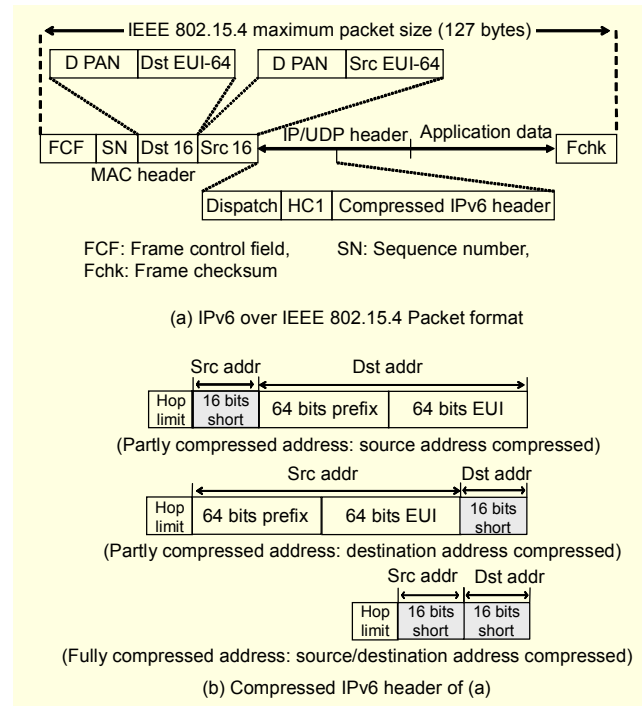 IEEE 802.15.4 maximum packet size (127 bytes)
D PAN Dst EUI-64 D PAN Src EUI-64
IP/UDP header Application data
FCF SN Dst 16 Src 16 Fchk
MAC header
Dispatch HC1 Compressed IPv6 header
FCF: Frame control field, SN: Sequence number,
Fchk: Frame checksum
(a) IPv6 over IEEE 802.15.4 Packet format
Src addr Dst addr
Hop limit 16 bits short 64 bits prefix 64 bits EUI
(Partly compressed address: source address compressed)
Src addr Dst addr
Hop limit 64 bits prefix 64 bits EUI 16 bits short
(Partly compressed address: destination address compressed)
Src addr Dst addr
Hop limit 16 bits short 16 bits short
(Fully compressed address: source/destination address compressed)
(b) Compressed IPv6 header of (a)